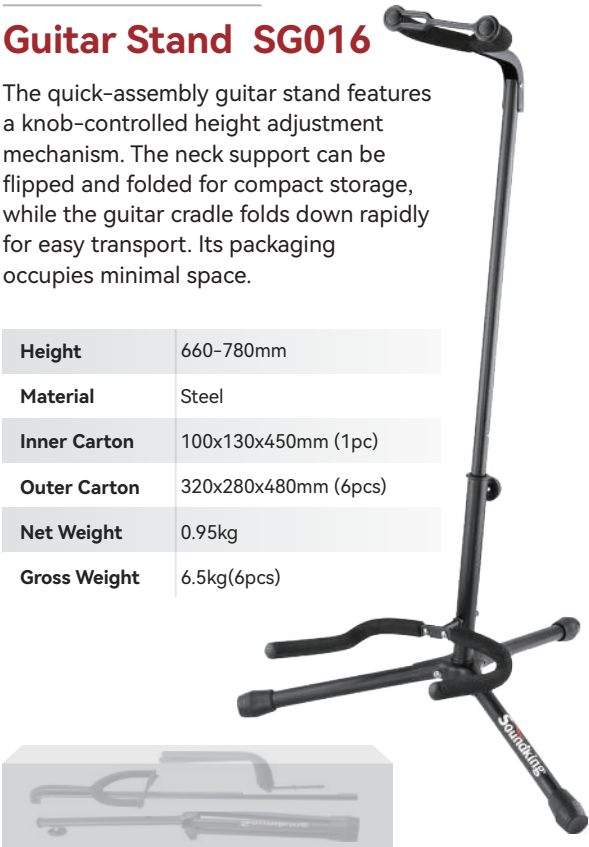 Guitar Stand SG016
The quick-assembly guitar stand features
a knob-controlled height adjustment
mechanism. The neck support can be
flipped and folded for compact storage,
while the guitar cradle folds down rapidly
for easy transport. Its packaging
occupies minimal space.
Height 660-780mm
Material Steel
Inner Carton 100x130x450mm (1pc)
Outer Carton 320x280x480mm (6pcs)
Net Weight 0.95kg
Gross Weight 6.5kg(6pcs)
Soundking